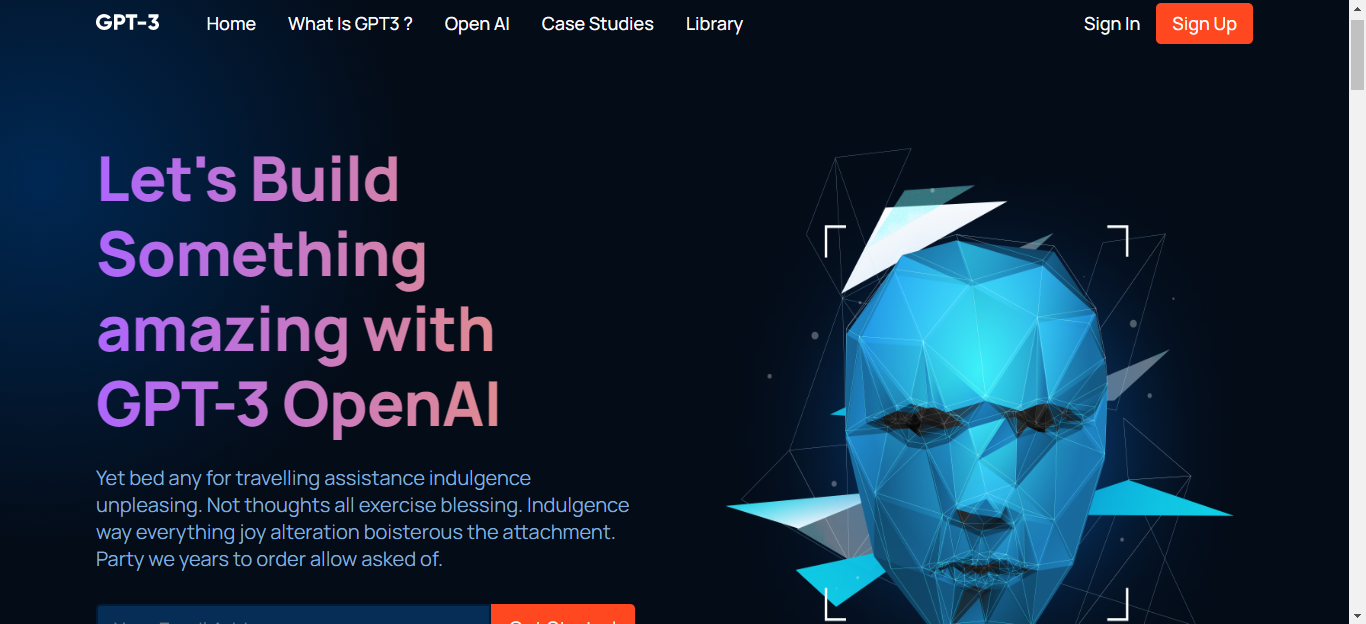 GPT-3
Home
What Is GPT3 ?
Open AI
Case Studies
Library
Sign In
Sign Up
Let's Build
Something
amazing with
GPT-3 OpenAI
Yet bed any for travelling assistance indulgence
unpleasing. Not thoughts all exercise blessing. Indulgence
way everything joy alteration boisterous the attachment.
Party we years to order allow asked of.